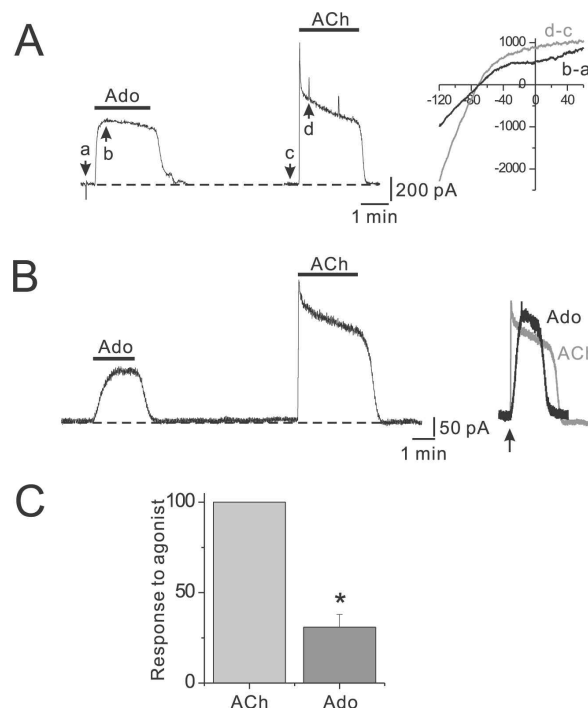 A
Ado
a
b
ACh
c
d
200 pA
1 min
d-c
b-a
1000
-120
-80
-40
0
40
-1000
-2000
B
Ado
ACh
50 pA
1 min
Ado
ACh
C
Response to agonist
100
50
0
*
ACh
Ado